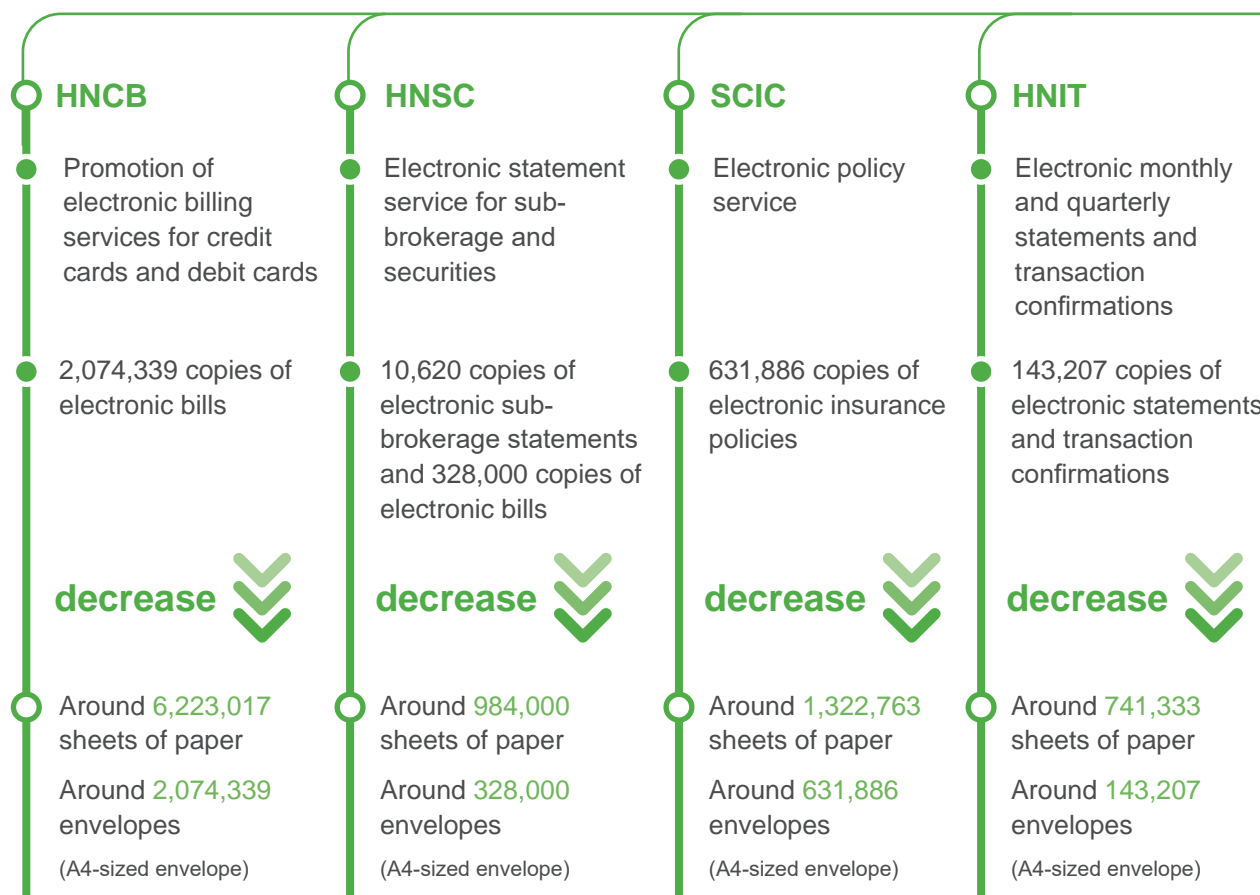 HNCB
Promotion of
electronic billing
services for credit
cards and debit cards
2,074,339 copies of
electronic bills
decrease
Around 6,223,017
sheets of paper
Around 2,074,339
envelopes
(A4-sized envelope)
HNSC
Electronic statement
service for sub-
brokerage and
securities
10,620 copies of
electronic sub-
brokerage statements
and 328,000 copies of
electronic bills
decrease
Around 984,000
sheets of paper
Around 328,000
envelopes
(A4-sized envelope)
SCIC
Electronic policy
service
631,886 copies of
electronic insurance
policies
decrease
Around 1,322,763
sheets of paper
Around 631,886
envelopes
(A4-sized envelope)
HNIT
Electronic monthly
and quarterly
statements and
transaction
confirmations
143,207 copies of
electronic statements
and transaction
confirmations
decrease
Around 741,333
sheets of paper
Around 143,207
envelopes
(A4-sized envelope)